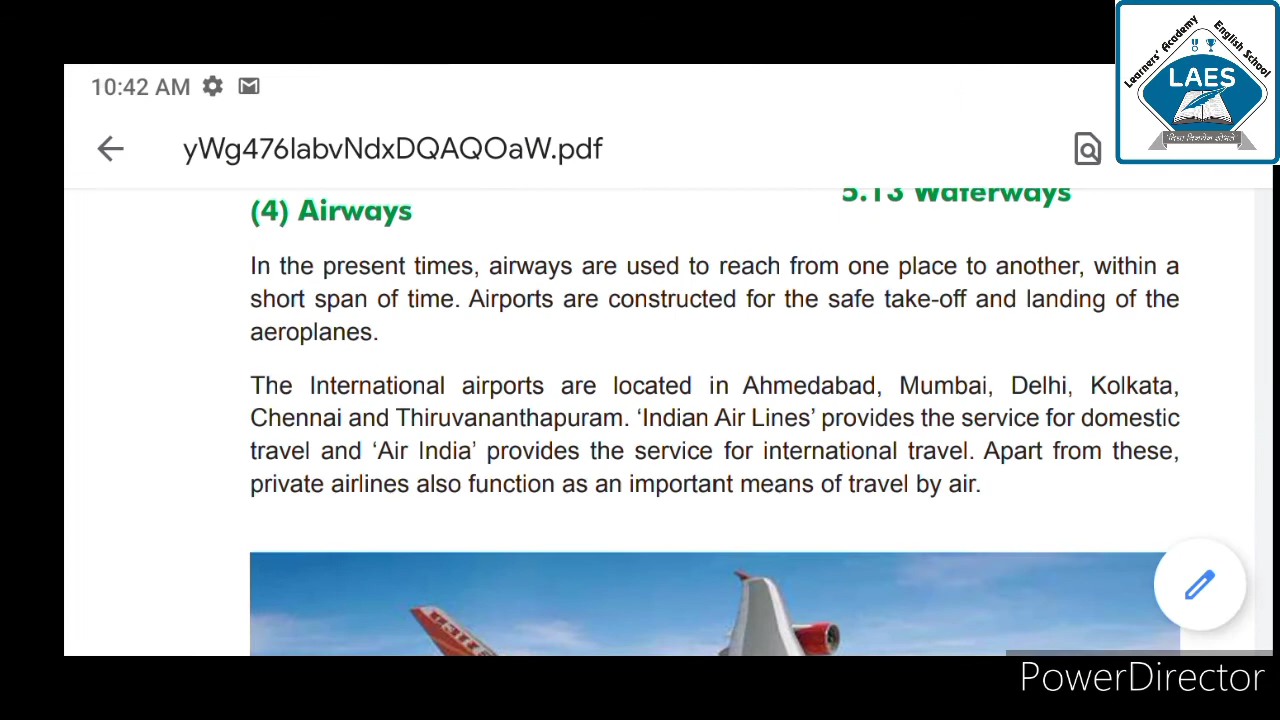 10:42 AM
yWg476IabvNdxDQAQOaW.pdf
Learners' Academy English School
LAES
5.13 Waterways
(4) Airways
In the present times, airways are used to reach from one place to another, within a
short span of time. Airports are constructed for the safe take-off and landing of the
aeroplanes.
The International airports are located in Ahmedabad, Mumbai, Delhi, Kolkata,
Chennai and Thiruvananthapuram. ‘Indian Air Lines’ provides the service for domestic
travel and ‘Air India’ provides the service for international travel. Apart from these,
private airlines also function as an important means of travel by air.
PowerDirector